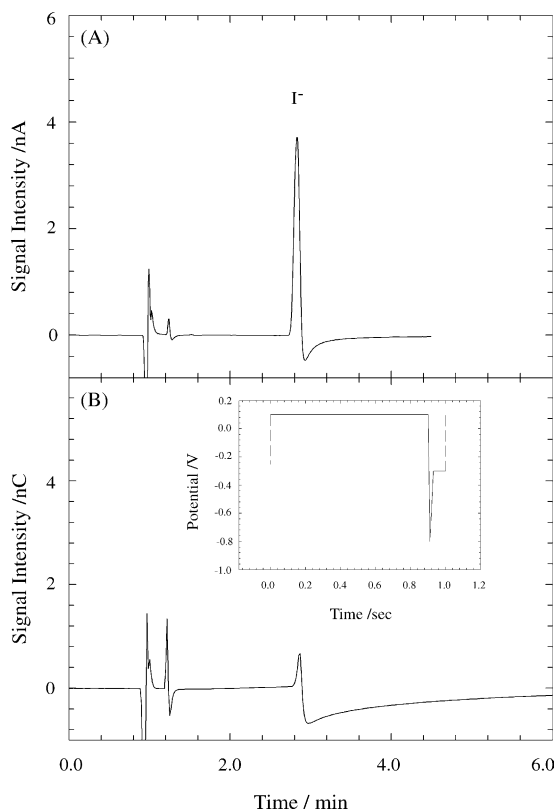 (A)
6
4
2
0
Signal Intensity /nA
I-
(B)
4
2
0
Signal Intensity /nC
0.2
0.0
-0.2
-0.4
-0.6
-0.8
-1.0
Potential /V
0.0 0.2 0.4 0.6 0.8 1.0 1.2
Time /sec
0.0 2.0 4.0 6.0
Time / min